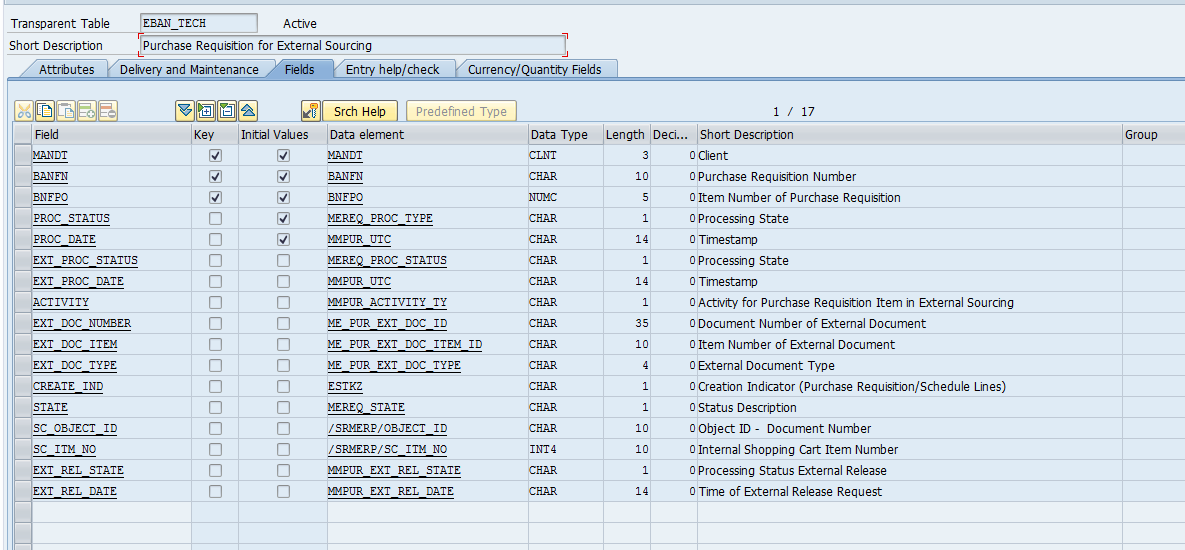 Transparent Table EBAN_TECH Active
Short Description Purchase Requisition for External Sourcing
Attributes Delivery and Maintenance Fields Entry help/check Currency/Quantity Fields
Srch Help Predefined Type 1 / 17
Field Key Initial Values Data element Data Type Length Deci... Short Description Group
MANDT MANDT CLNT 3 0 Client
BANFN BANFN CHAR 10 0 Purchase Requisition Number
BNFPO BNFPO NUMC 5 0 Item Number of Purchase Requisition
PROC_STATUS MEREQ_PROC_TYPE CHAR 1 0 Processing State
PROC_DATE MMPUR_UTC CHAR 14 0 Timestamp
EXT_PROC_STATUS MEREQ_PROC_STATUS CHAR 1 0 Processing State
EXT_PROC_DATE MMPUR_UTC CHAR 14 0 Timestamp
ACTIVITY MMPUR_ACTIVITY_TY CHAR 1 0 Activity for Purchase Requisition Item in External Sourcing
EXT_DOC_NUMBER ME_PUR_EXT_DOC_ID CHAR 35 0 Document Number of External Document
EXT_DOC_ITEM ME_PUR_EXT_DOC_ITEM_ID CHAR 10 0 Item Number of External Document
EXT_DOC_TYPE ME_PUR_EXT_DOC_TYPE CHAR 4 0 External Document Type
CREATE_IND ESTKZ CHAR 1 0 Creation Indicator (Purchase Requisition/Schedule Lines)
STATE MEREQ_STATE CHAR 1 0 Status Description
SC_OBJECT_ID /SRMERP/OBJECT_ID CHAR 10 0 Object ID - Document Number
SC_ITM_NO /SRMERP/SC_ITM_NO INT4 10 0 Internal Shopping Cart Item Number
EXT_REL_STATE MMPUR_EXT_REL_STATE CHAR 1 0 Processing Status External Release
EXT_REL_DATE MMPUR_EXT_REL_DATE CHAR 14 0 Time of External Release Request